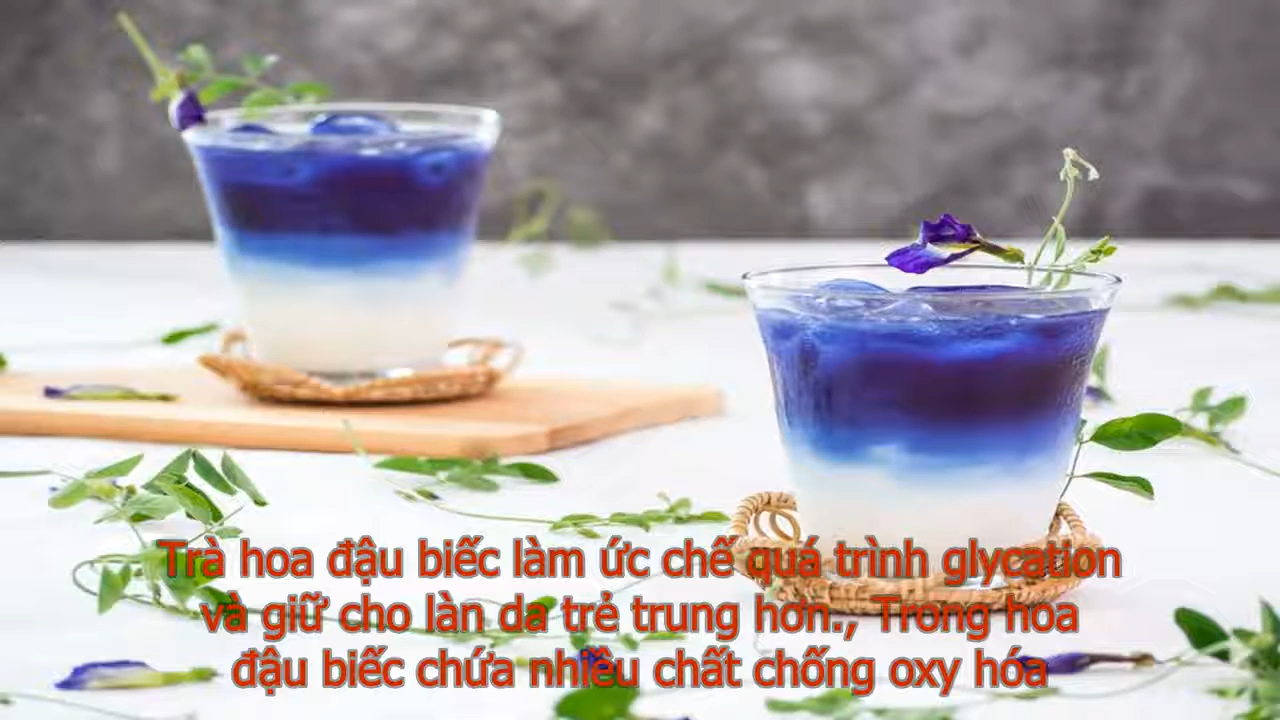 Trà hoa đậu biếc làm ức chế quá trình glycation
và giữ cho làn da trẻ trung hơn., Trong hoa
đậu biếc chứa nhiều chất chống oxy hóa